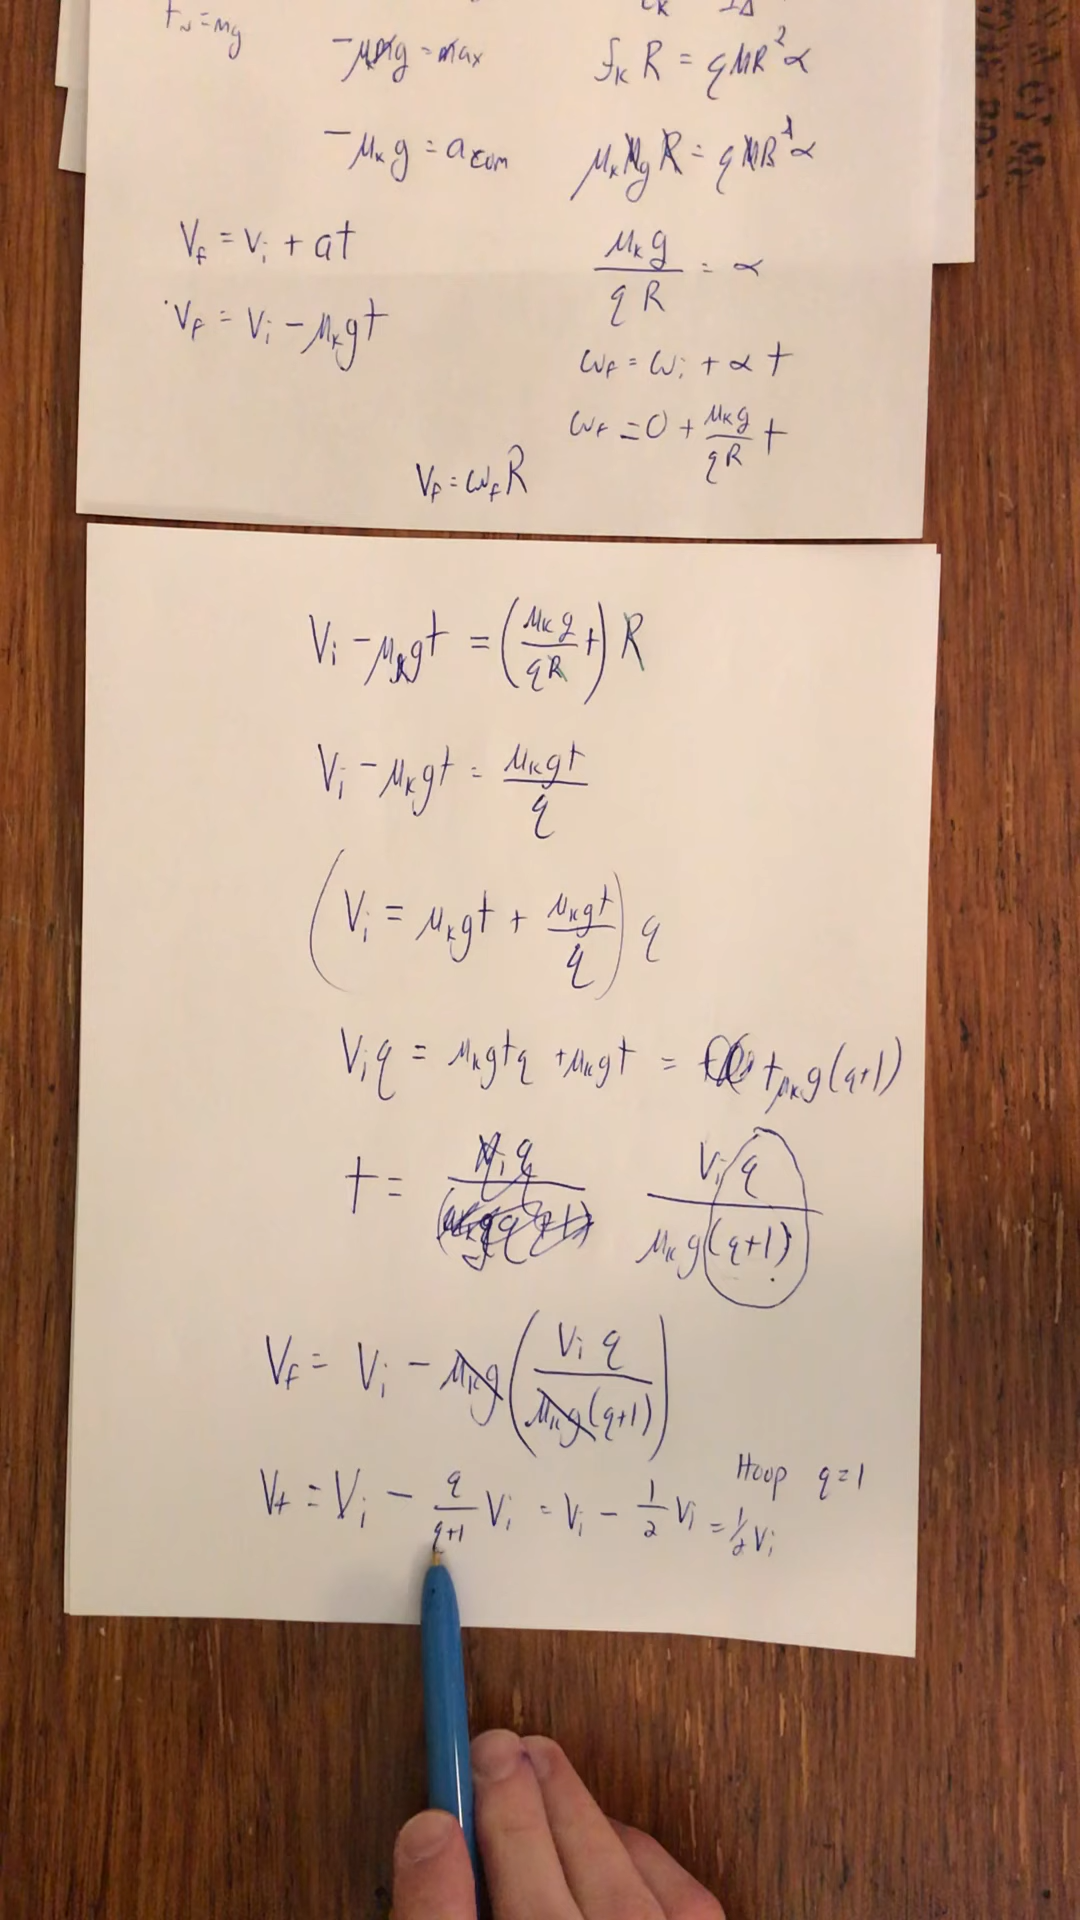 F_N = mg
-μmg = max
f_K R = qMR²α
-μ_K g = a_com
μ_K Mg R = qMR²α
V_f = V_i + at
μ_K g / qR = α
V_f = V_i - μ_K gt
ω_f = ω_i + αt
ω_f = 0 + μ_K g / qR t
V_f = ω_f R
V_i - μ_K gt = (μ_K g / qR t) R
V_i - μ_K gt = μ_K gt / q
(V_i = μ_K gt + μ_K gt / q) q
V_i q = μ_K gtq + μ_K gt = tμ_K g(q+1)
t = V_i q / μ_K g(q+1)
V_f = V_i - μ_K g (V_i q / μ_K g(q+1))
Hoop q=1
V_f = V_i - q / q+1 V_i = V_i - 1/2 V_i = 1/2 V_i